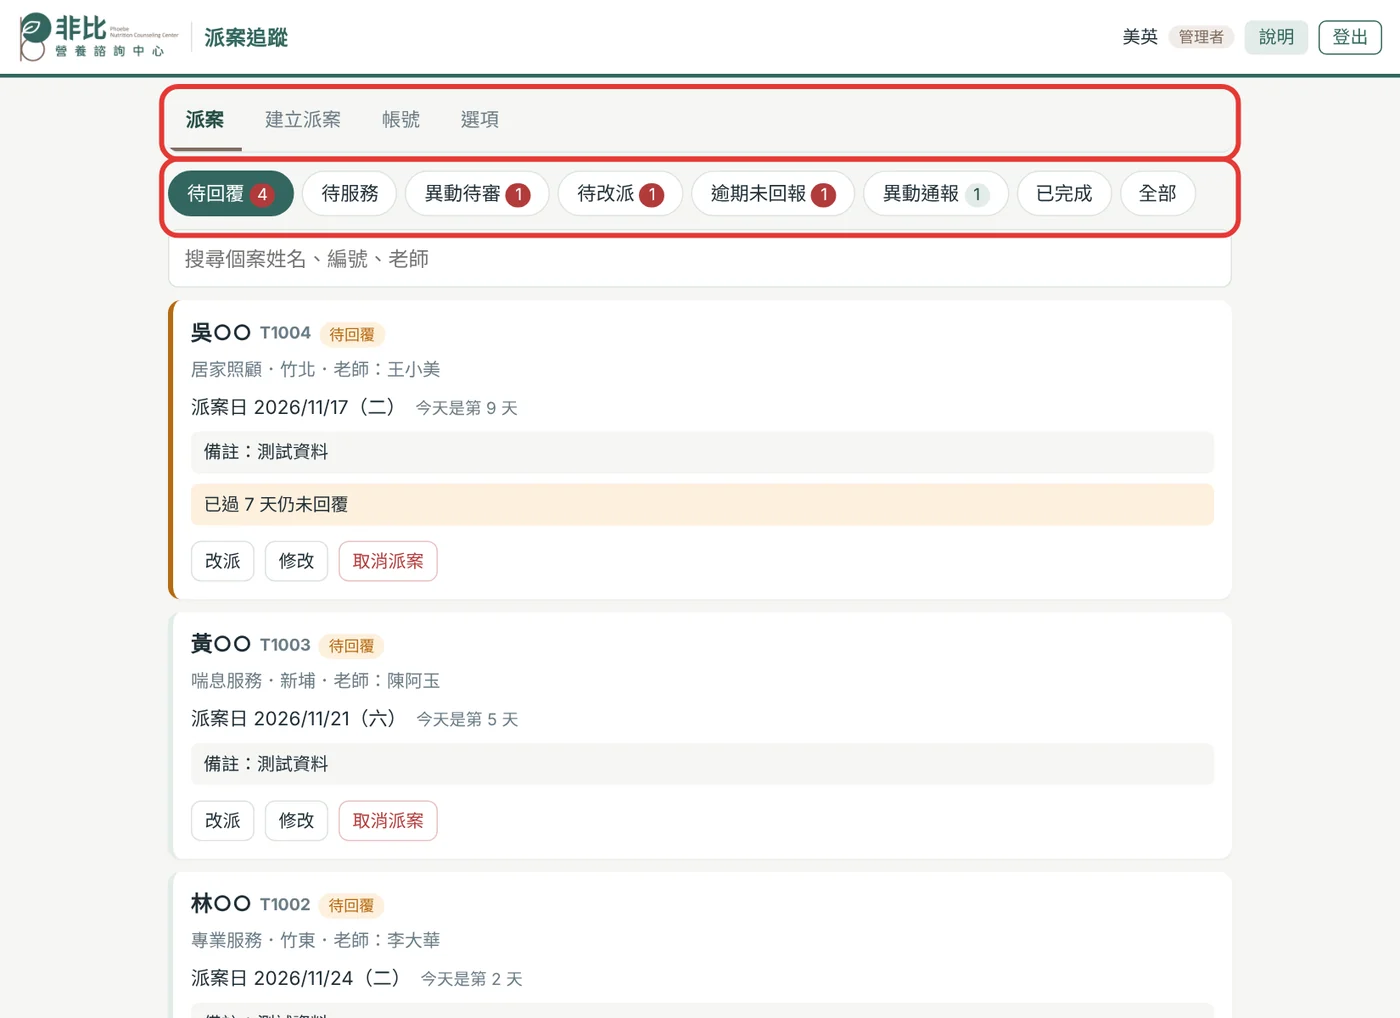 非比
Phoebe
Nutrition Counseling Center
營養諮詢中心
派案追蹤
美英 管理者 說明 登出
派案 建立派案 帳號 選項
待回覆 4 待服務 異動待審 1 待改派 1 逾期未回報 1 異動通報 1 已完成 全部
搜尋個案姓名、編號、老師
吳〇〇 T1004 待回覆
居家照顧・竹北・老師：王小美
派案日 2026/11/17（二） 今天是第 9 天
備註：測試資料
已過 7 天仍未回覆
改派 修改 取消派案
黃〇〇 T1003 待回覆
喘息服務・新埔・老師：陳阿玉
派案日 2026/11/21（六） 今天是第 5 天
備註：測試資料
改派 修改 取消派案
林〇〇 T1002 待回覆
專業服務・竹東・老師：李大華
派案日 2026/11/24（二） 今天是第 2 天